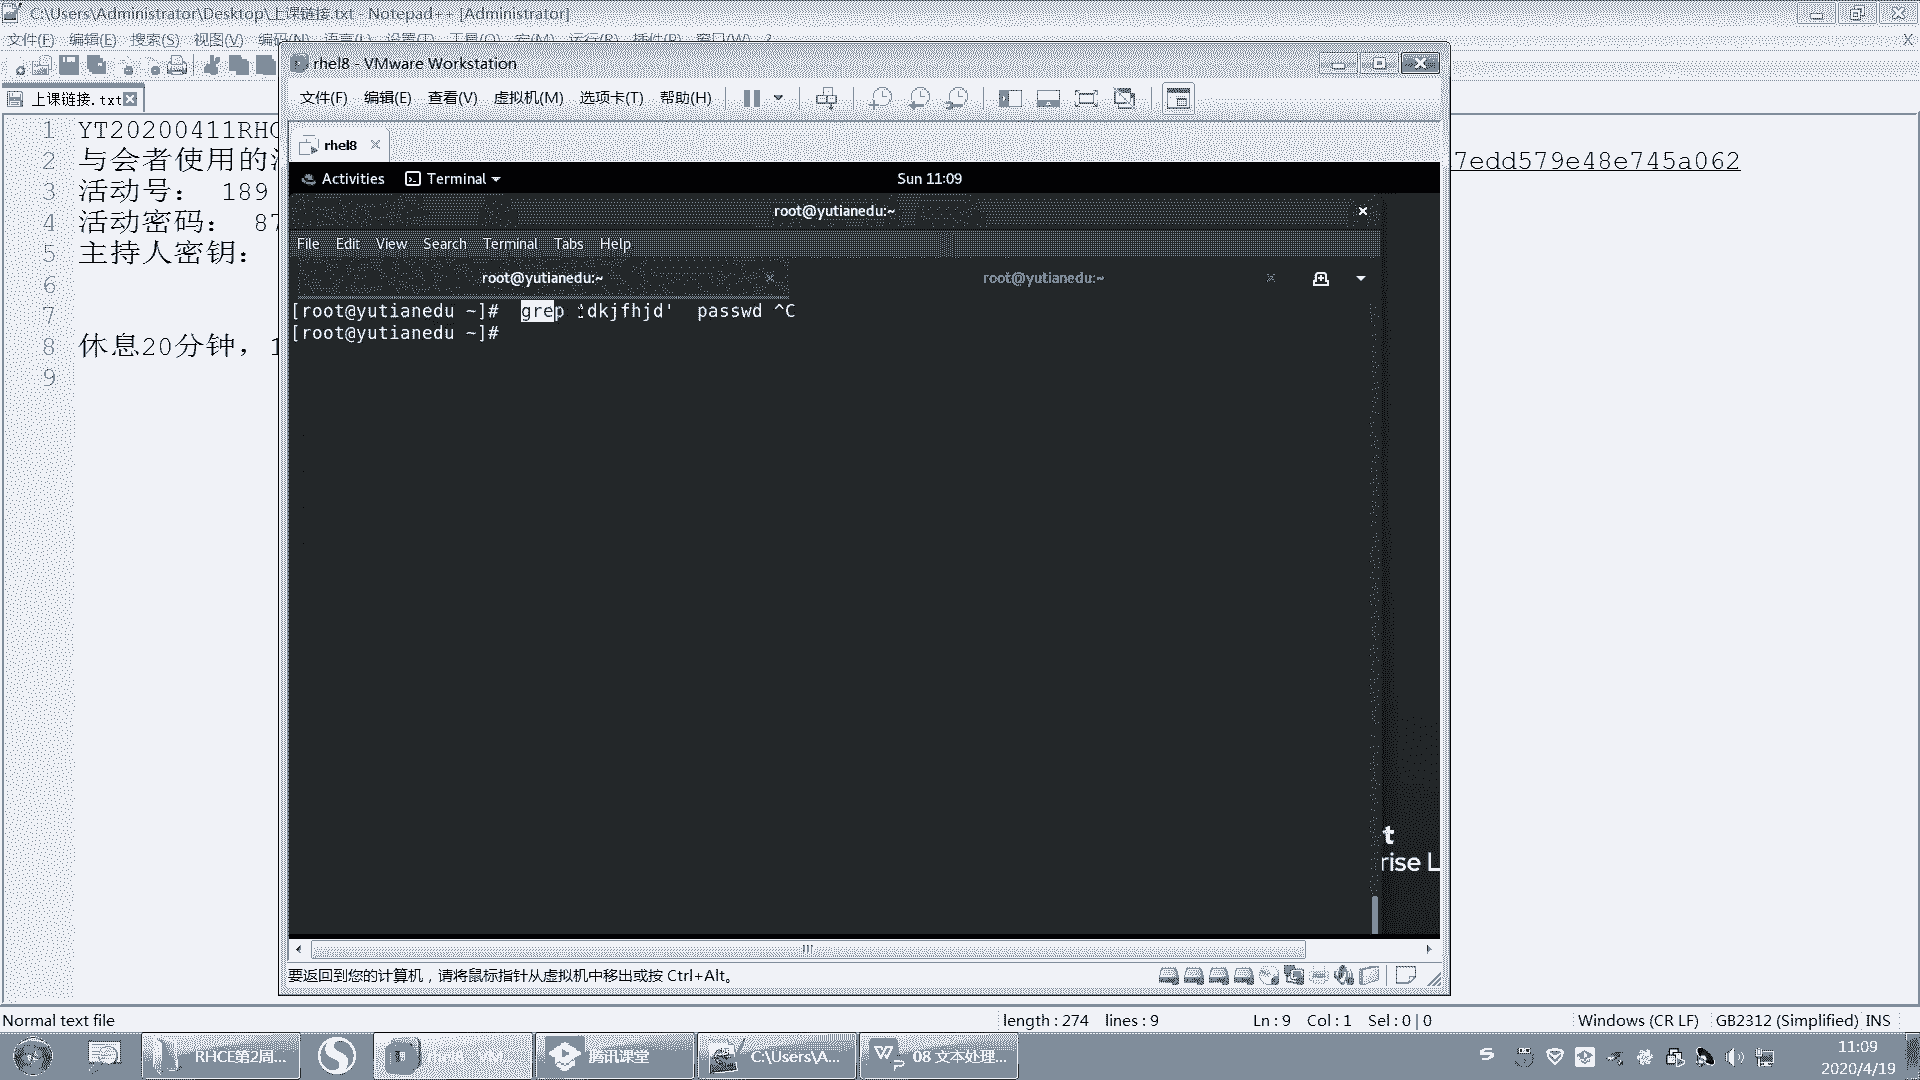 C:\Users\Administrator\Desktop\上课链接.txt - Notepad++ [Administrator]
文件(F) 编辑(E) 搜索(S) 视图(V) 编码(N) 语言(L) 设置(T) 工具(O) 宏(M) 运行(R) 插件(P) 窗口(W) ? X
上课链接.txt
1 YT20200411RHC
2 与会者使用的 7edd579e48e745a062
3 活动号： 189
4 活动密码： 87
5 主持人密钥：
6
7
8 休息20分钟，1
9
rhel8 - VMware Workstation
文件(F) 编辑(E) 查看(V) 虚拟机(M) 选项卡(T) 帮助(H)
rhel8
Activities Terminal Sun 11:09
root@yutianedu:~
File Edit View Search Terminal Tabs Help
root@yutianedu:~ root@yutianedu:~
[root@yutianedu ~]# grep 'dkjfhjd' passwd ^C
[root@yutianedu ~]#
t
rise L
要返回到您的计算机，请将鼠标指针从虚拟机中移出或按 Ctrl+Alt。
Normal text file length : 274 lines : 9 Ln : 9 Col : 1 Sel : 0 | 0 Windows (CR LF) GB2312 (Simplified) INS
RHCE第2周... rhel8 - VM... 腾讯课堂 C:\Users\A... 08 文本处理... 11:09
2020/4/19